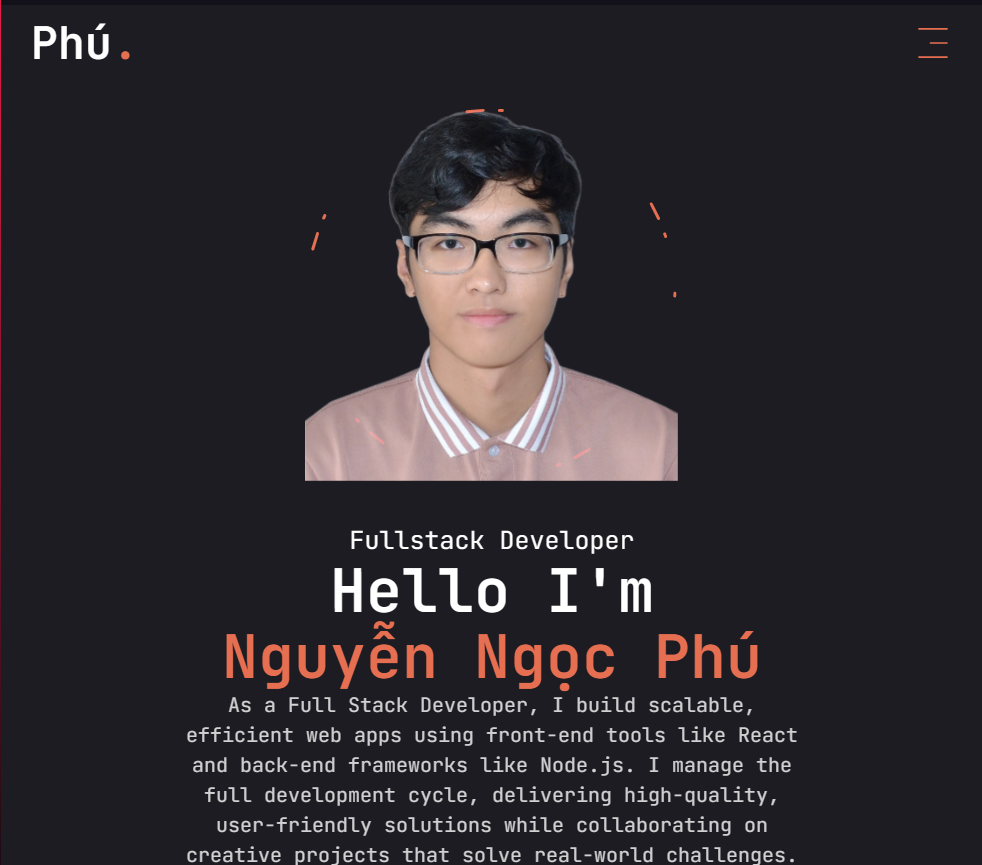 Phú.
Fullstack Developer
Hello I'm
Nguyễn Ngọc Phú
As a Full Stack Developer, I build scalable,
efficient web apps using front-end tools like React
and back-end frameworks like Node.js. I manage the
full development cycle, delivering high-quality,
user-friendly solutions while collaborating on
creative projects that solve real-world challenges.